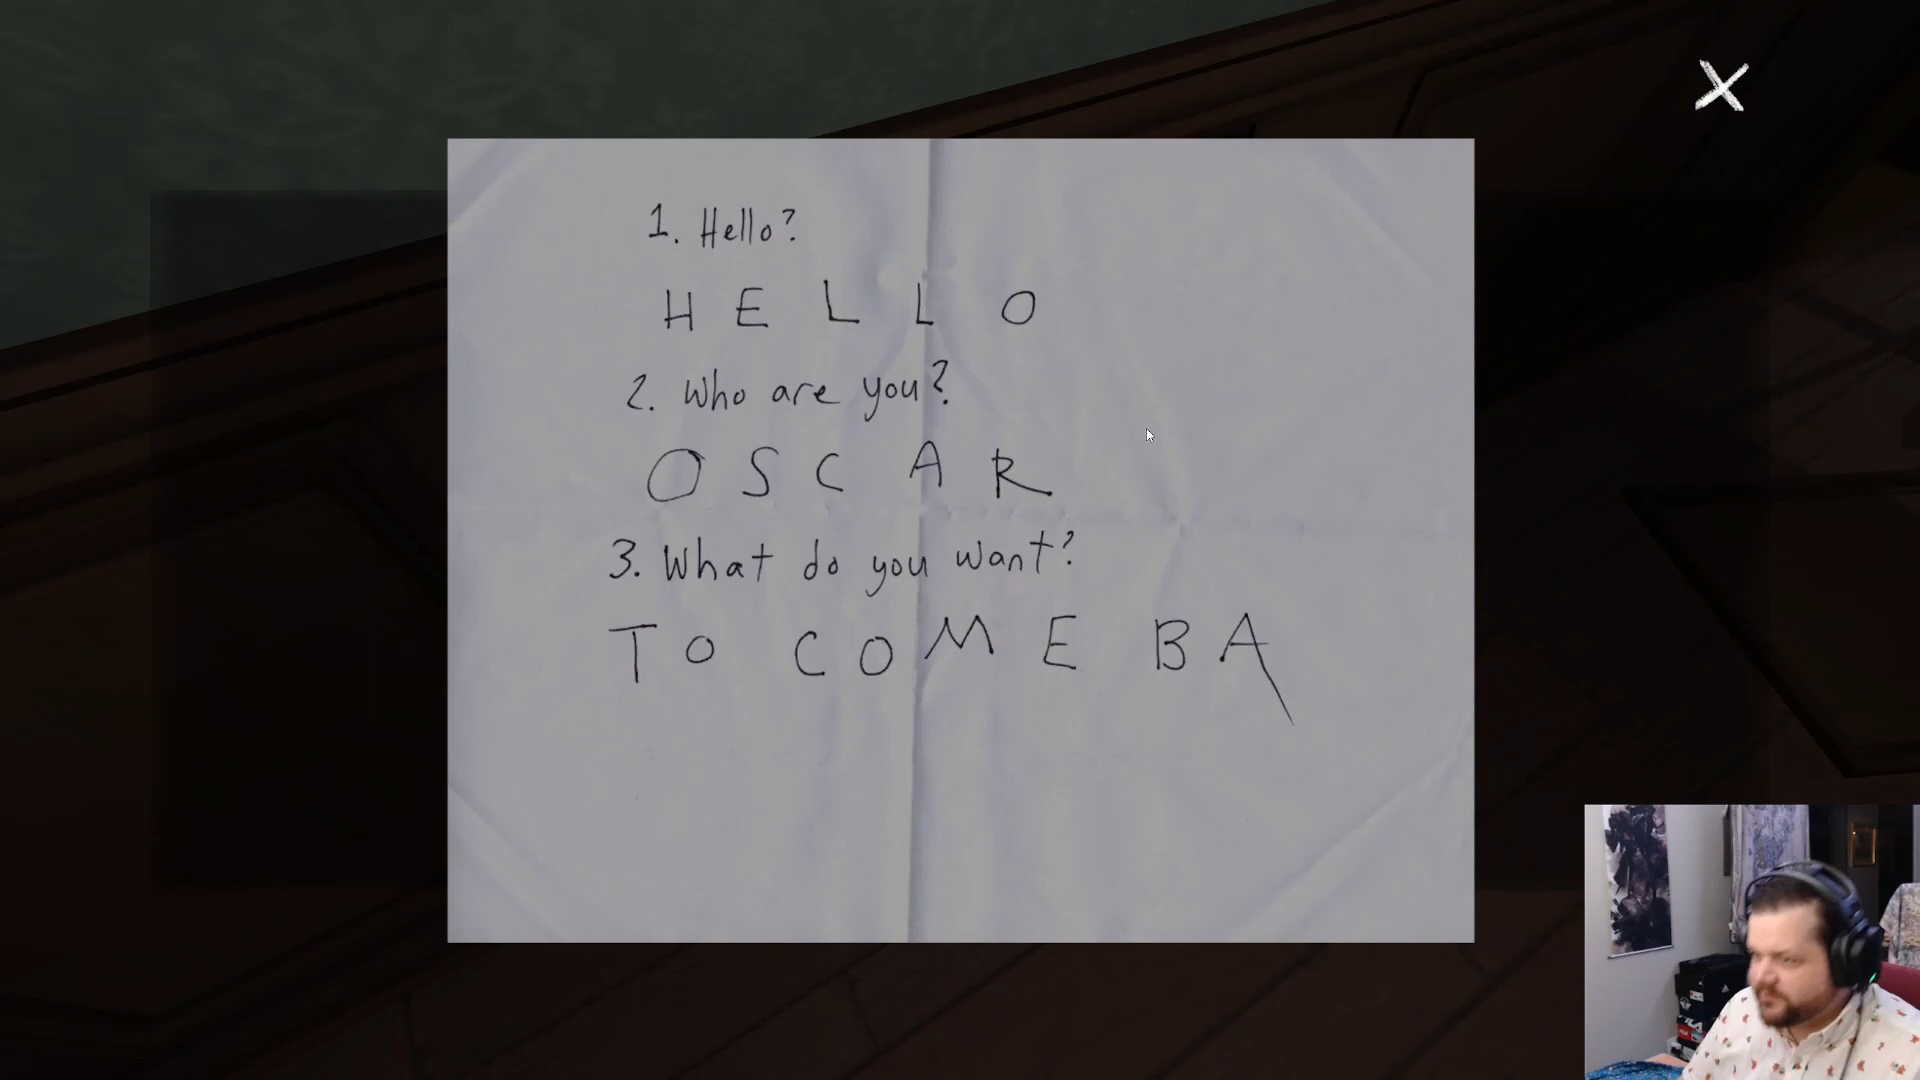 1. Hello?
H E L L O
2. Who are you?
O S C A R
3. What do you want?
T O C O M E B A